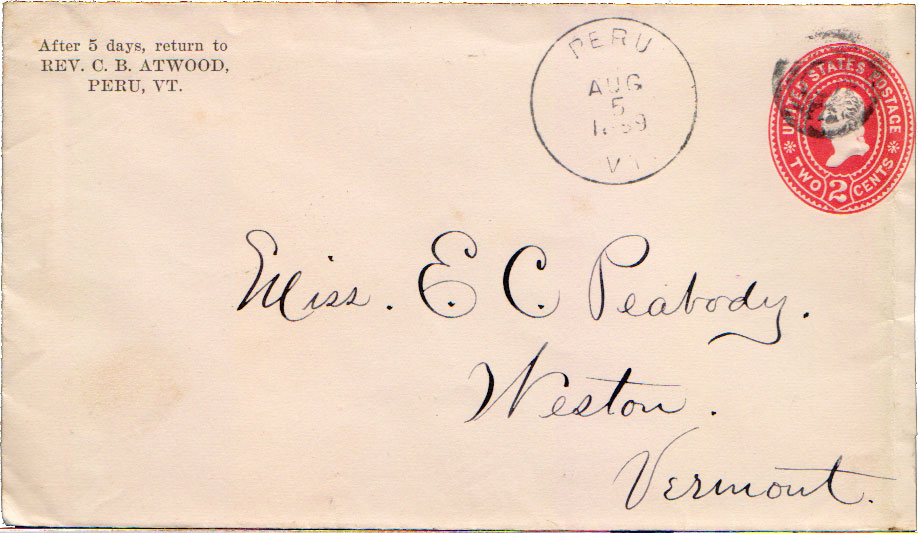 After 5 days, return to
REV. C. B. ATWOOD,
PERU, VT.
PERU
AUG
5
VT
UNITED STATES POSTAGE
TWO 2 CENTS
Miss. E. C. Peabody.
Weston.
Vermont.